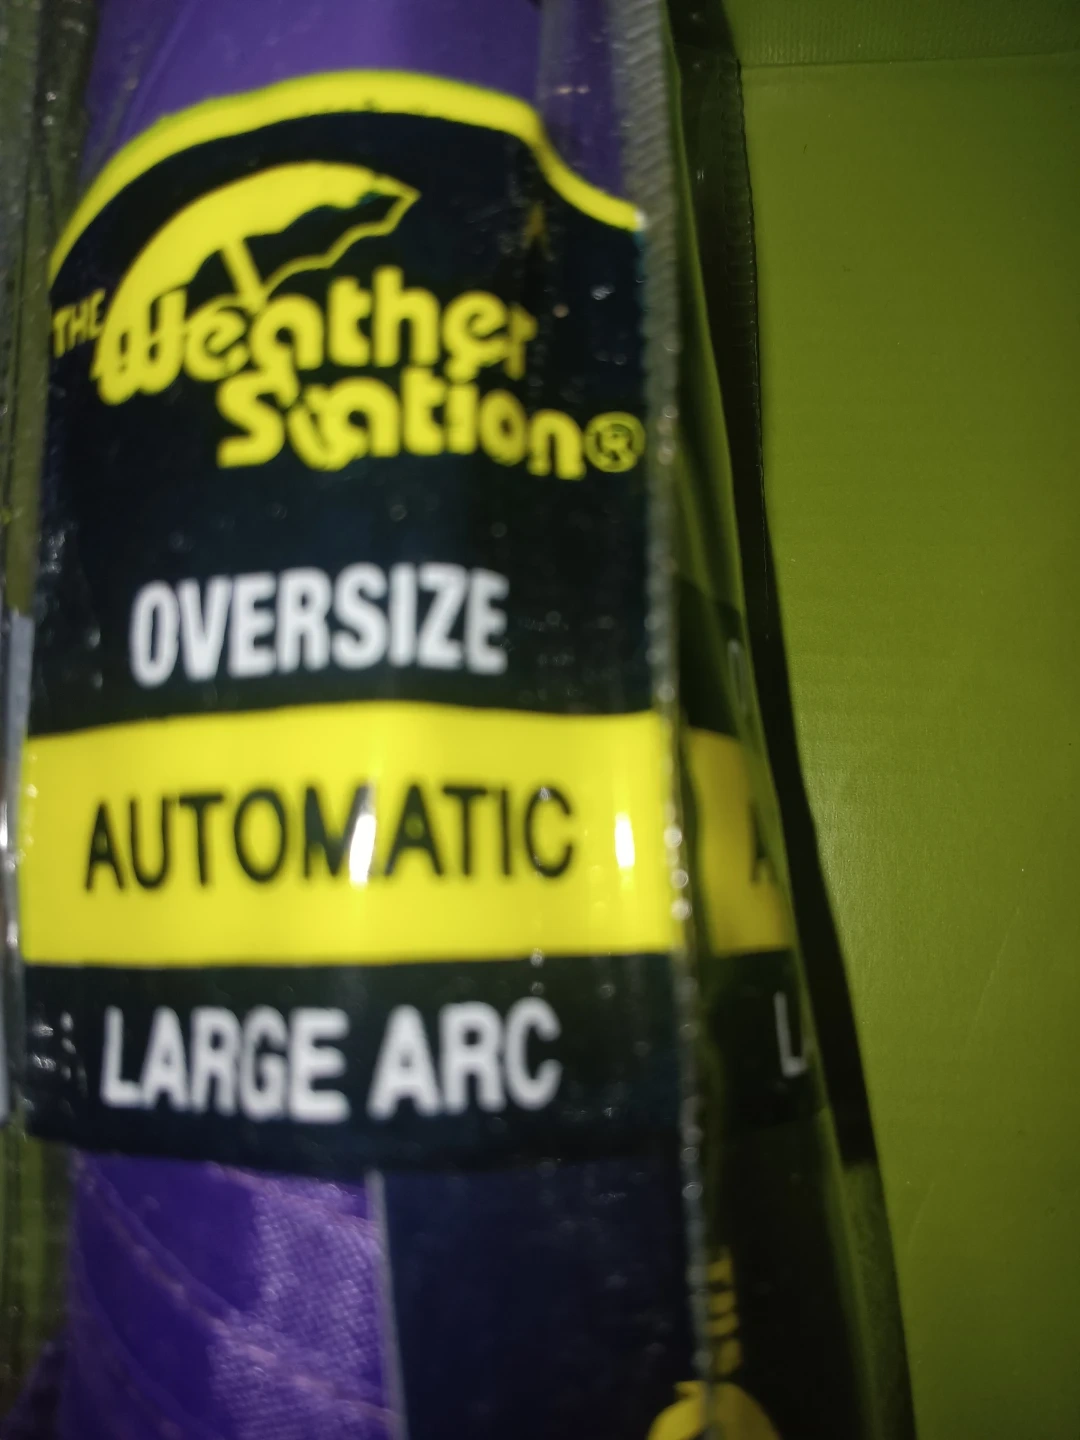 THE Weather
Station®
OVERSIZE
AUTOMATIC
LARGE ARC